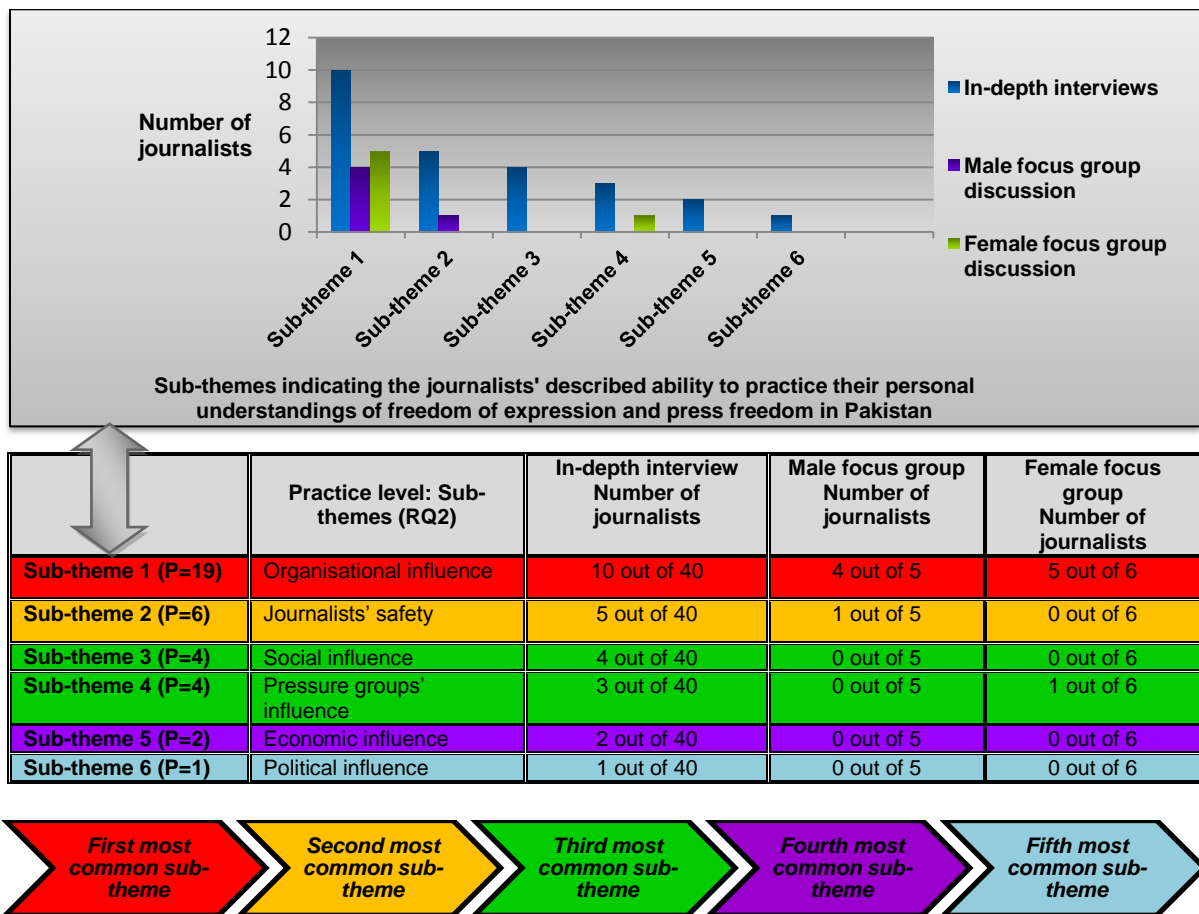 12
10
8
6
4
2
0
Number of
journalists
In-depth interviews
Male focus group
discussion
Female focus group
discussion
Sub-theme 1
Sub-theme 2
Sub-theme 3
Sub-theme 4
Sub-theme 5
Sub-theme 6
Sub-themes indicating the journalists' described ability to practice their personal
understandings of freedom of expression and press freedom in Pakistan
Practice level: Sub-
themes (RQ2)
In-depth interview
Number of
journalists
Male focus group
Number of
journalists
Female focus
group
Number of
journalists
Sub-theme 1 (P=19) Organisational influence 10 out of 40 4 out of 5 5 out of 6
Sub-theme 2 (P=6) Journalists' safety 5 out of 40 1 out of 5 0 out of 6
Sub-theme 3 (P=4) Social influence 4 out of 40 0 out of 5 0 out of 6
Sub-theme 4 (P=4) Pressure groups' 3 out of 40 0 out of 5 1 out of 6
influence
Sub-theme 5 (P=2) Economic influence 2 out of 40 0 out of 5 0 out of 6
Sub-theme 6 (P=1) Political influence 1 out of 40 0 out of 5 0 out of 6
First most
common sub-
theme
Second most
common sub-
theme
Third most
common sub-
theme
Fourth most
common sub-
theme
Fifth most
common sub-
theme